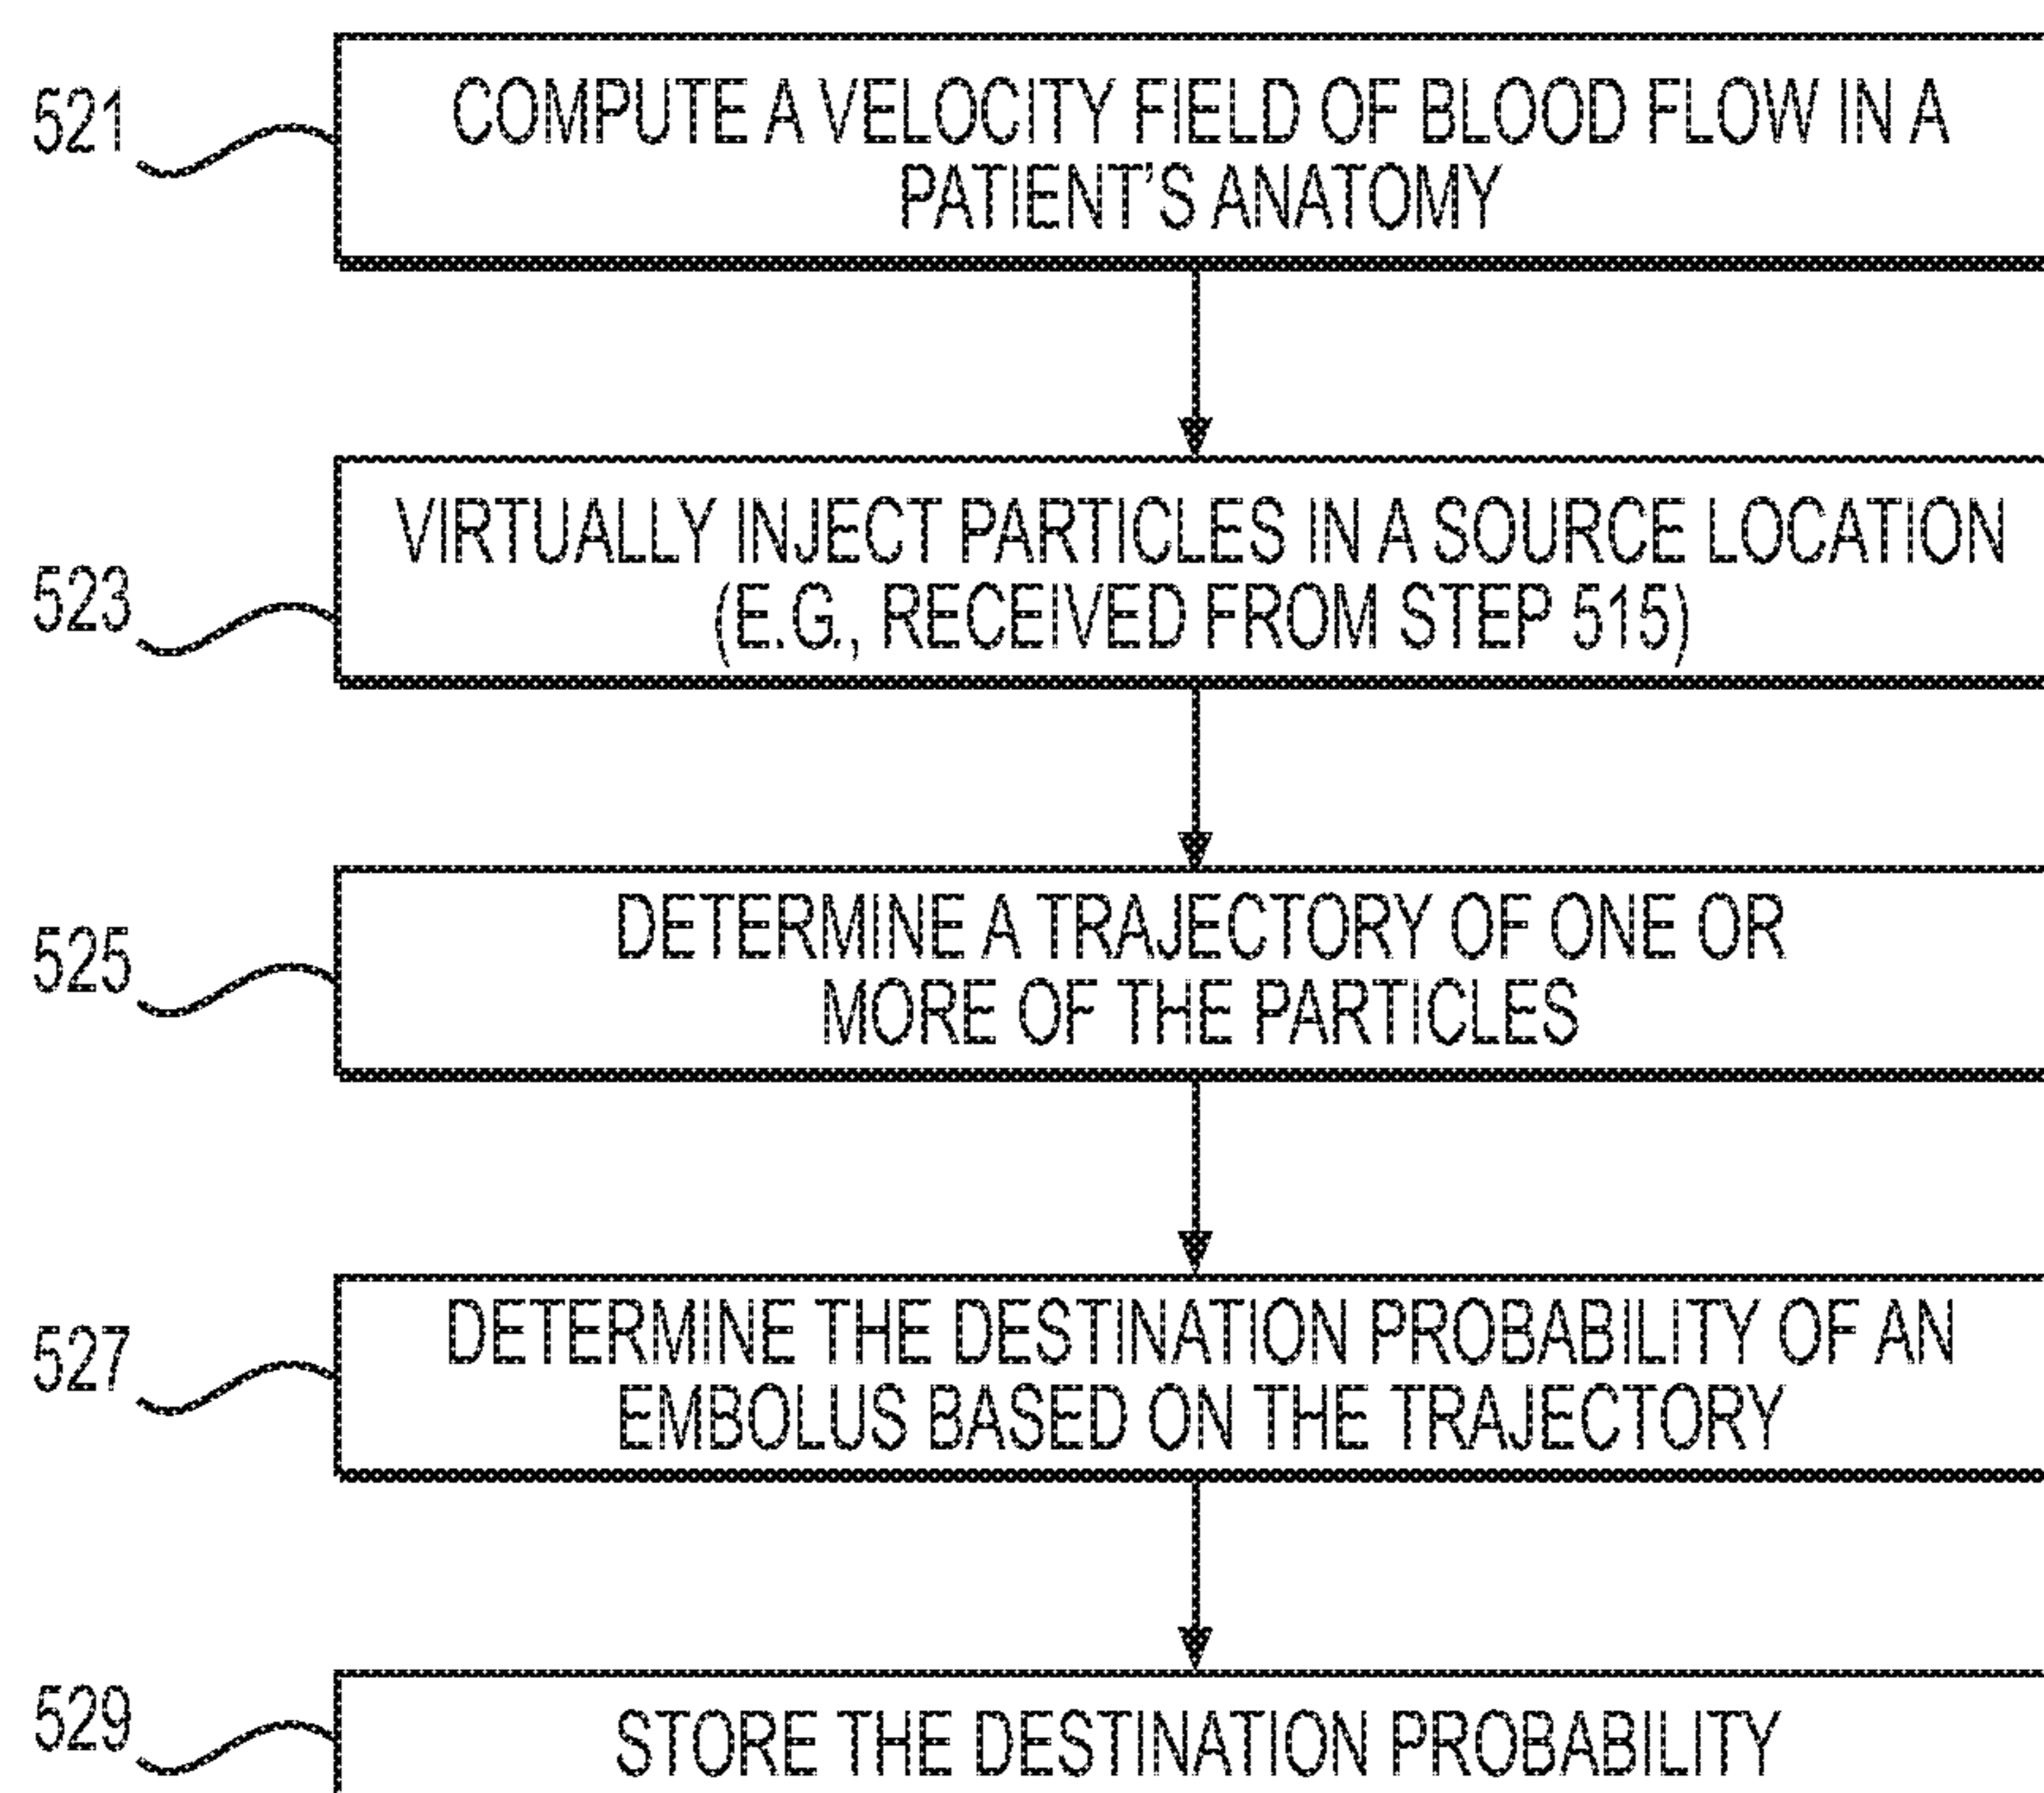 521
COMPUTE A VELOCITY FIELD OF BLOOD FLOW IN A
PATIENT'S ANATOMY
523
VIRTUALLY INJECT PARTICLES IN A SOURCE LOCATION
(E.G., RECEIVED FROM STEP 515)
525
DETERMINE A TRAJECTORY OF ONE OR
MORE OF THE PARTICLES
527
DETERMINE THE DESTINATION PROBABILITY OF AN
EMBOLUS BASED ON THE TRAJECTORY
529
STORE THE DESTINATION PROBABILITY